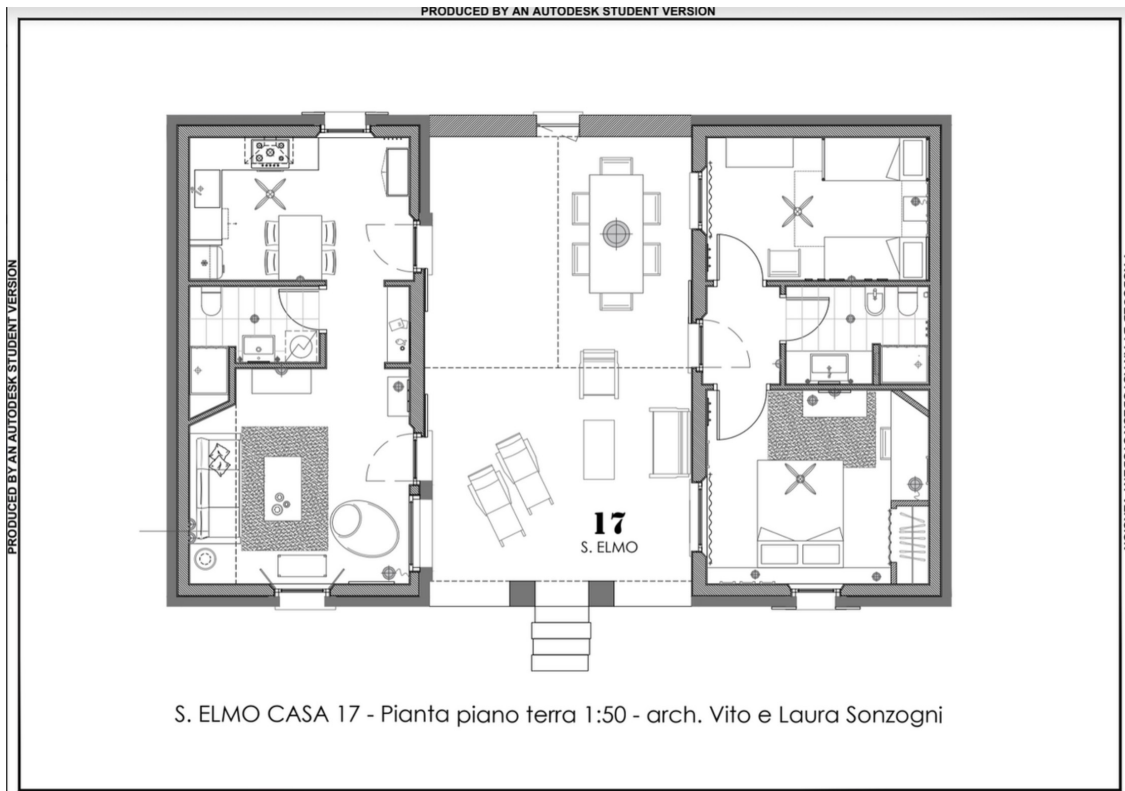 PRODUCED BY AN AUTODESK STUDENT VERSION
PRODUCED BY AN AUTODESK STUDENT VERSION
17
S. ELMO
S. ELMO CASA 17 - Pianta piano terra 1:50 - arch. Vito e Laura Sonzogni